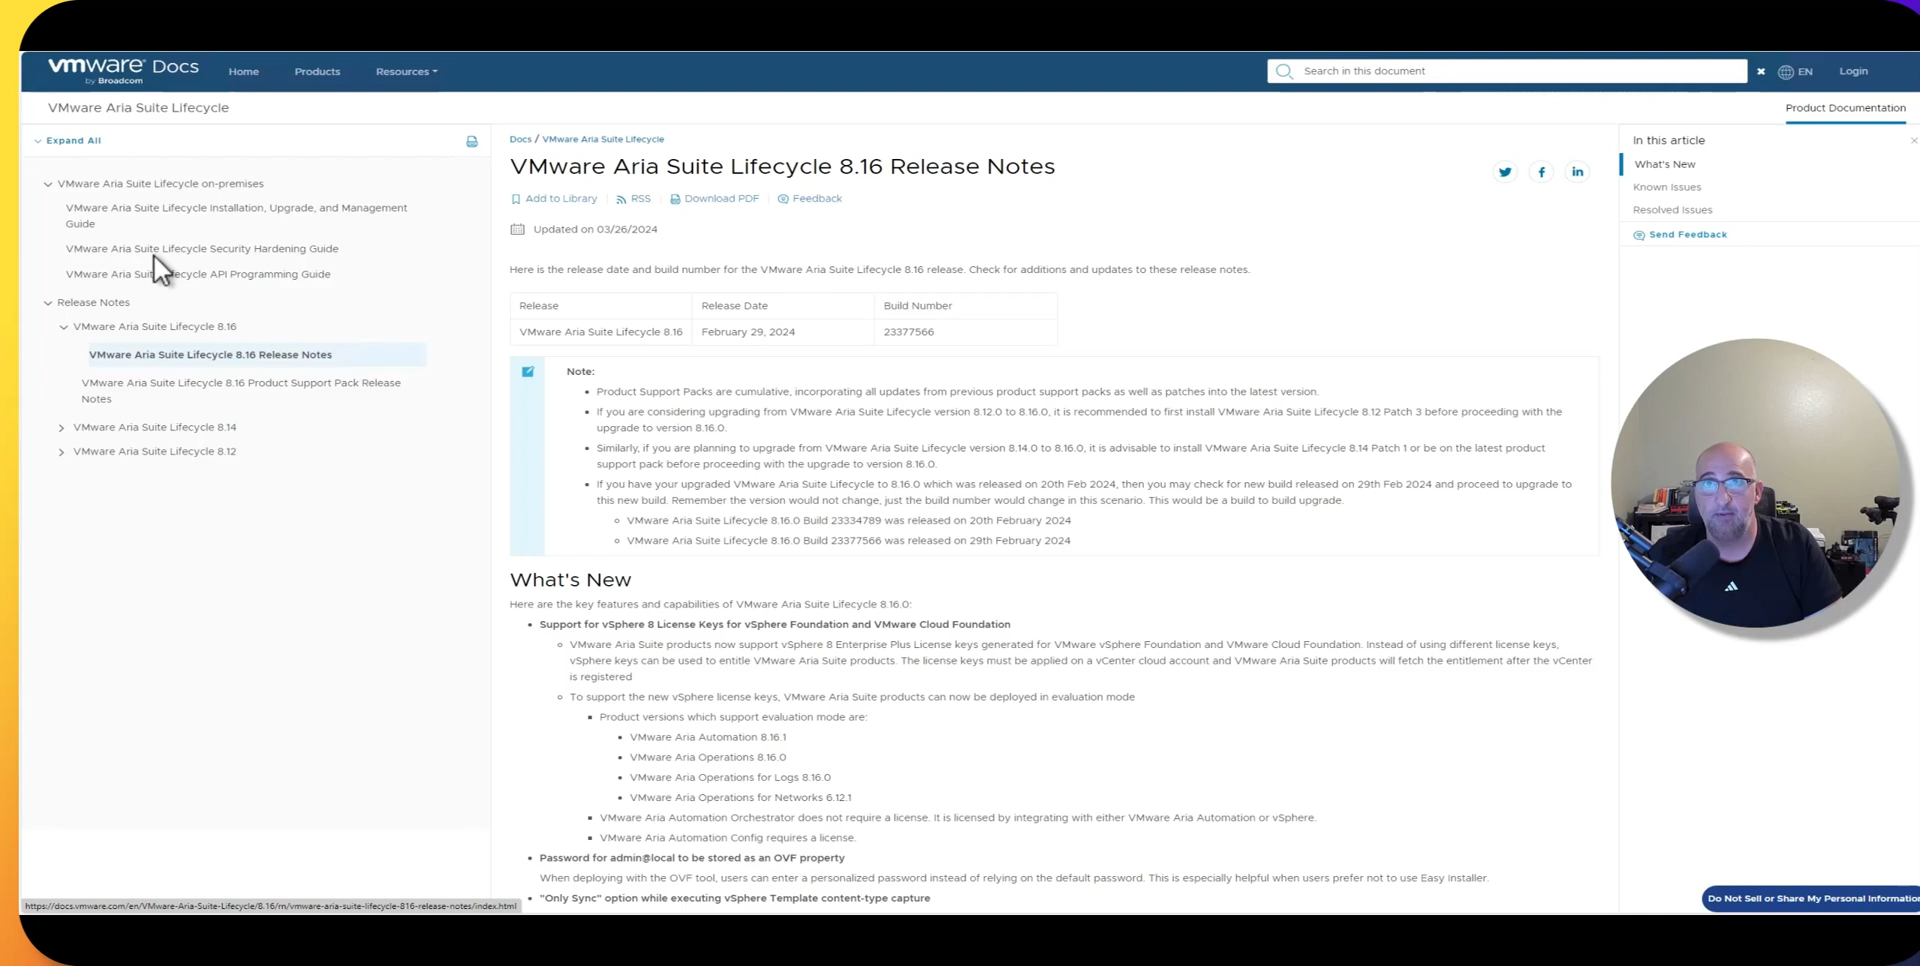 vmware® Docs
by Broadcom
Home
Products
Resources
Search in this document
EN
Login
VMware Aria Suite Lifecycle
Product Documentation
Expand All
VMware Aria Suite Lifecycle on-premises
VMware Aria Suite Lifecycle Installation, Upgrade, and Management
Guide
VMware Aria Suite Lifecycle Security Hardening Guide
VMware Aria Suite Lifecycle API Programming Guide
Release Notes
VMware Aria Suite Lifecycle 8.16
VMware Aria Suite Lifecycle 8.16 Release Notes
VMware Aria Suite Lifecycle 8.16 Product Support Pack Release
Notes
VMware Aria Suite Lifecycle 8.14
VMware Aria Suite Lifecycle 8.12
Docs / VMware Aria Suite Lifecycle
VMware Aria Suite Lifecycle 8.16 Release Notes
Add to Library
RSS
Download PDF
Feedback
Updated on 03/26/2024
Here is the release date and build number for the VMware Aria Suite Lifecycle 8.16 release. Check for additions and updates to these release notes.
Release Release Date Build Number
VMware Aria Suite Lifecycle 8.16 February 29, 2024 23377566
Note:
• Product Support Packs are cumulative, incorporating all updates from previous product support packs as well as patches into the latest version.
• If you are considering upgrading from VMware Aria Suite Lifecycle version 8.12.0 to 8.16.0, it is recommended to first install VMware Aria Suite Lifecycle 8.12 Patch 3 before proceeding with the
upgrade to version 8.16.0.
• Similarly, if you are planning to upgrade from VMware Aria Suite Lifecycle version 8.14.0 to 8.16.0, it is advisable to install VMware Aria Suite Lifecycle 8.14 Patch 1 or be on the latest product
support pack before proceeding with the upgrade to version 8.16.0.
• If you have your upgraded VMware Aria Suite Lifecycle to 8.16.0 which was released on 20th Feb 2024, then you may check for new build released on 29th Feb 2024 and proceed to upgrade to
this new build. Remember the version would not change, just the build number would change in this scenario. This would be a build to build upgrade.
○ VMware Aria Suite Lifecycle 8.16.0 Build 23334789 was released on 20th February 2024
○ VMware Aria Suite Lifecycle 8.16.0 Build 23377566 was released on 29th February 2024
What's New
Here are the key features and capabilities of VMware Aria Suite Lifecycle 8.16.0:
• Support for vSphere 8 License Keys for vSphere Foundation and VMware Cloud Foundation
○ VMware Aria Suite products now support vSphere 8 Enterprise Plus License keys generated for VMware vSphere Foundation and VMware Cloud Foundation. Instead of using different license keys,
vSphere keys can be used to entitle VMware Aria Suite products. The license keys must be applied on a vCenter cloud account and VMware Aria Suite products will fetch the entitlement after the vCenter
is registered
○ To support the new vSphere license keys, VMware Aria Suite products can now be deployed in evaluation mode
▪ Product versions which support evaluation mode are:
• VMware Aria Automation 8.16.1
• VMware Aria Operations 8.16.0
• VMware Aria Operations for Logs 8.16.0
• VMware Aria Operations for Networks 6.12.1
▪ VMware Aria Automation Orchestrator does not require a license. It is licensed by integrating with either VMware Aria Automation or vSphere.
▪ VMware Aria Automation Config requires a license.
• Password for admin@local to be stored as an OVF property
When deploying with the OVF tool, users can enter a personalized password instead of relying on the default password. This is especially helpful when users prefer not to use Easy Installer.
• "Only Sync" option while executing vSphere Template content-type capture
In this article
What's New
Known Issues
Resolved Issues
Send Feedback
Do Not Sell or Share My Personal Information
https://docs.vmware.com/en/VMware-Aria-Suite-Lifecycle/8.16/rn/vmware-aria-suite-lifecycle-816-release-notes/index.html